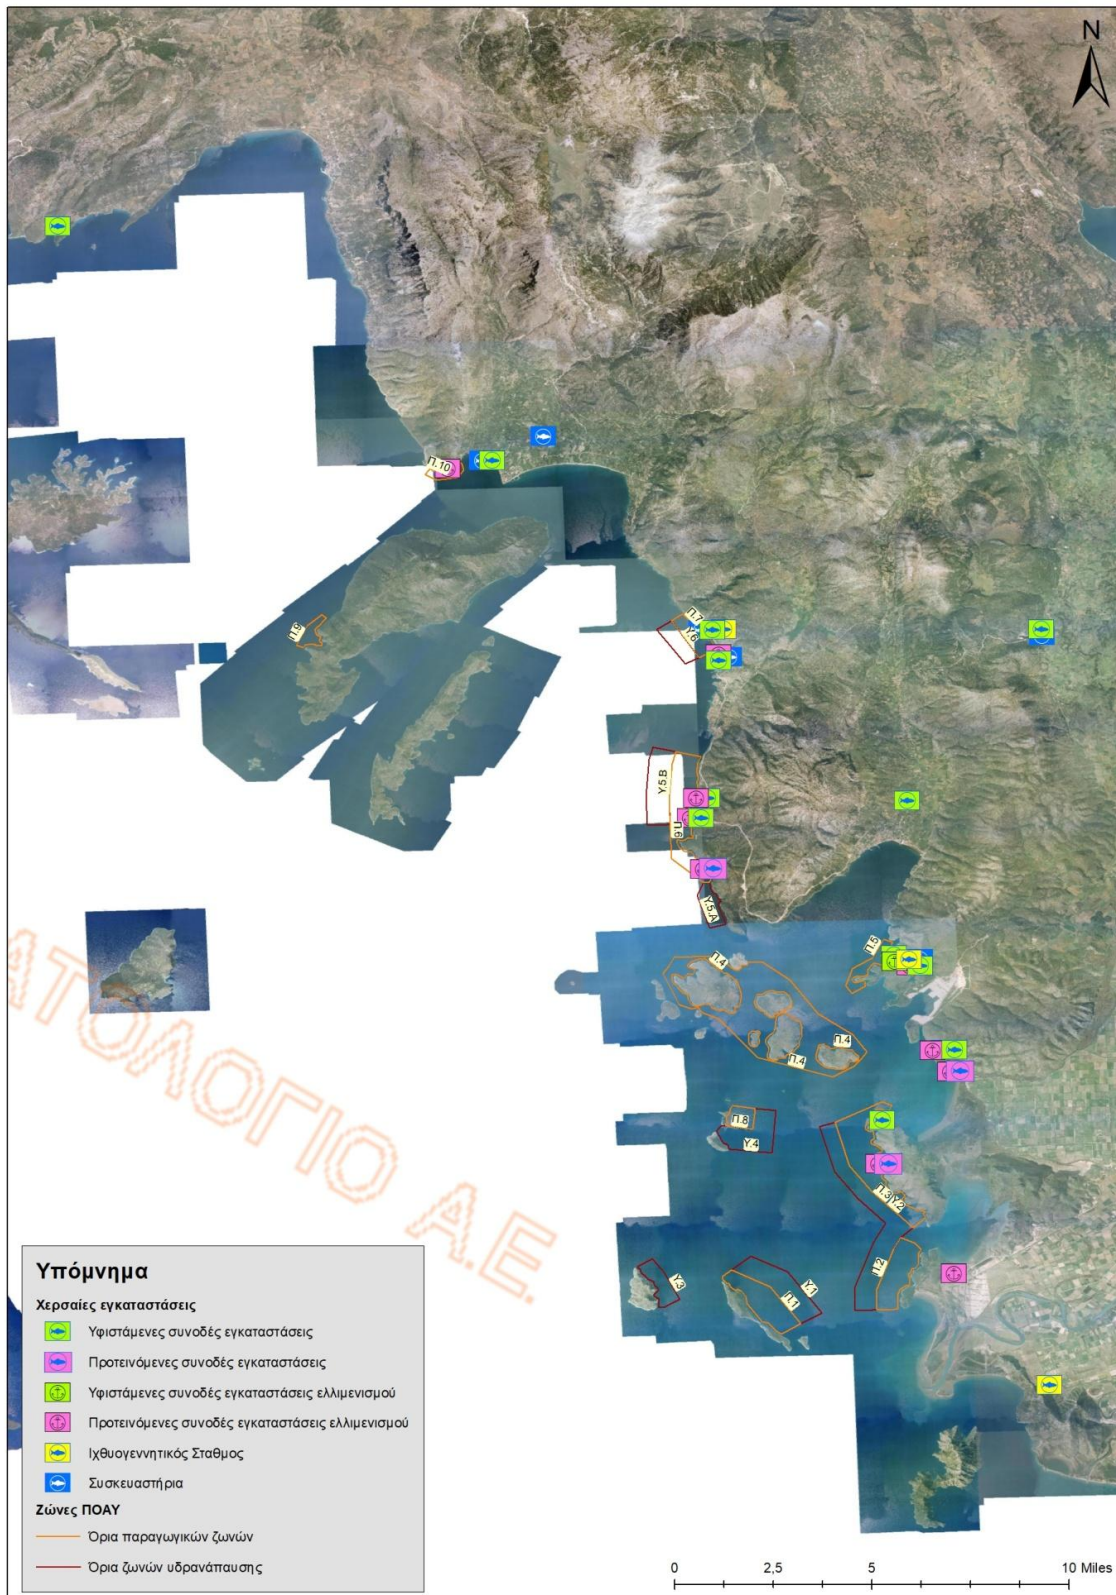 N
Π.10
Π.9
Π.7
Υ.6
Υ.5.Β
Π.6
Υ.5.Α
Π.5
Π.4
Π.4
Π.4
Π.8
Υ.4
Π.3
Υ.2
Π.2
Υ.3
Υ.1
Π.1
ΑΤΟΛΟΓΙΟ Α.Ε.
Υπόμνημα
Χερσαίες εγκαταστάσεις
Υφιστάμενες συνοδές εγκαταστάσεις
Προτεινόμενες συνοδές εγκαταστάσεις
Υφιστάμενες συνοδές εγκαταστάσεις ελλιμενισμού
Προτεινόμενες συνοδές εγκαταστάσεις ελλιμενισμού
Ιχθυογεννητικός Σταθμος
Συσκευαστήρια
Ζώνες ΠΟΑΥ
Όρια παραγωγικών ζωνών
Όρια ζωνών υδρανάπαυσης
0 2,5 5 10 Miles